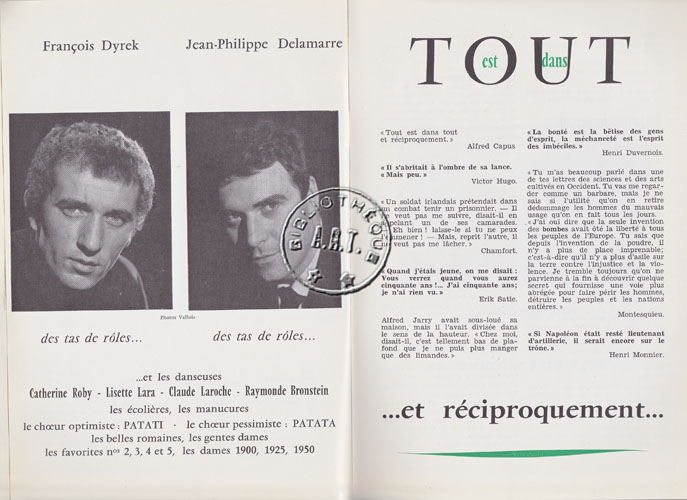 François Dyrek
Jean-Philippe Delamarre
Photos Vallois
des tas de rôles...
des tas de rôles...
...et les danseuses
Catherine Roby - Lisette Lara - Claude Laroche - Raymonde Bronstein
les écolières, les manucures
le chœur optimiste : PATATI - le chœur pessimiste : PATATA
les belles romaines, les gentes dames
les favorites nos 2, 3, 4 et 5, les dames 1900, 1925, 1950
BIBLIOTHÈQUE
A.R.T.
TOUT
est dans
« Tout est dans tout
et réciproquement. »
Alfred Capus.
« Il s'abritait à l'ombre de sa lance.
« Mais peu. »
Victor Hugo.
« Un soldat irlandais prétendait dans
un combat tenir un prisonnier. — Il
ne veut pas me suivre, disait-il en
appelant un de ses camarades.
— Eh bien ! laisse-le si tu ne peux
l'emmener ! — Mais, reprit l'autre, il
ne veut pas me lâcher. »
Chamfort.
« Quand j'étais jeune, on me disait :
Vous verrez quand vous aurez
cinquante ans !... J'ai cinquante ans;
je n'ai rien vu. »
Erik Satie.
Alfred Jarry avait sous-loué sa
maison, mais il l'avait divisée dans
le sens de la hauteur. « Chez moi,
disait-il, c'est tellement bas de pla-
fond que je ne puis plus manger
que des limandes. »
« La bonté est la bêtise des gens
d'esprit, la méchanceté est l'esprit
des imbéciles. »
Henri Duvernois.
« Tu m'as beaucoup parlé dans une
de tes lettres des sciences et des arts
cultivés en Occident. Tu vas me regar-
der comme un barbare, mais je ne
sais si l'utilité qu'on en retire
dédommage les hommes du mauvais
usage qu'on en fait tous les jours.
« J'ai oui dire que la seule invention
des bombes avait ôté la liberté à tous
les peuples de l'Europe. Tu sais que
depuis l'invention de la poudre, il
n'y a plus de place imprenable;
c'est-à-dire qu'il n'y a plus d'asile sur
la terre contre l'injustice et la vio-
lence. Je tremble toujours qu'on ne
parvienne à la fin à découvrir quelque
secret qui fournisse une voie plus
abrégée pour faire périr les hommes,
détruire les peuples et les nations
entières. »
Montesquieu.
« Si Napoléon était resté lieutenant
d'artillerie, il serait encore sur le
trône. »
Henri Monnier.
...et réciproquement...